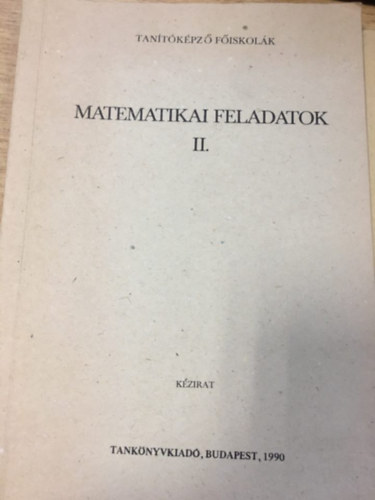 TANÍTÓKÉPZŐ FŐISKOLÁK
MATEMATIKAI FELADATOK
II.
KÉZIRAT
TANKÖNYVKIADÓ, BUDAPEST, 1990